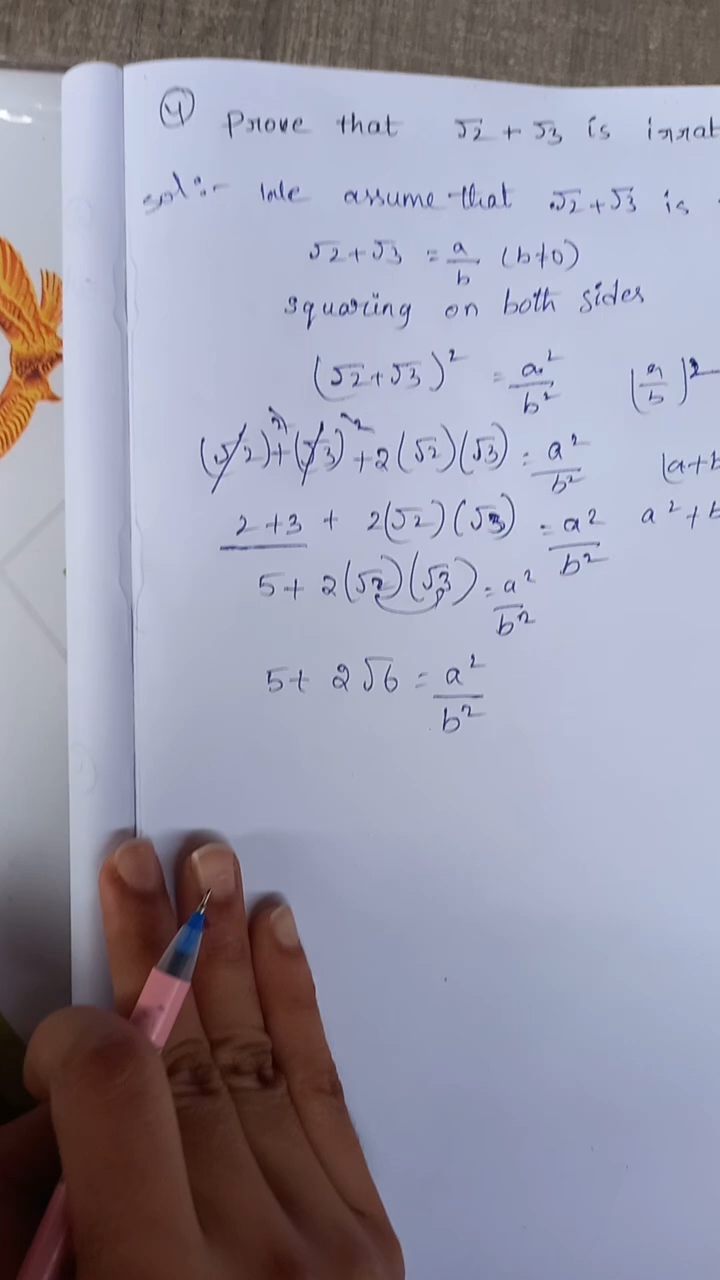 ④ Prove that √2 + √3 is irrat
Sol:- We assume that √2+√3 is
√2+√3 = a/b (b≠0)
squaring on both sides
(√2+√3)² = a²/b² (a/b)²
(√2)²+(√3)²+2(√2)(√3) = a²/b² (a+b
2+3 + 2(√2)(√3) = a²/b² a²+b
5+ 2(√2)(√3) = a²/b²
5+ 2√6 = a²/b²